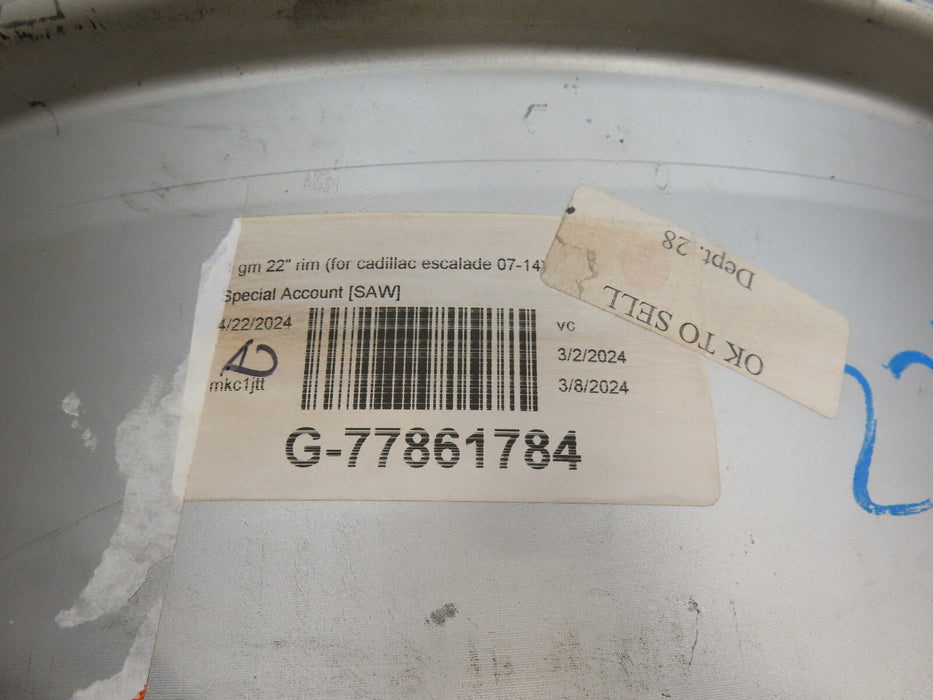 gm 22" rim (for cadillac escalade 07-14)
Special Account [SAW]
4/22/2024
vc
3/2/2024
mkc1jtt
3/8/2024
G-77861784
Dept. 28
OK TO SELL